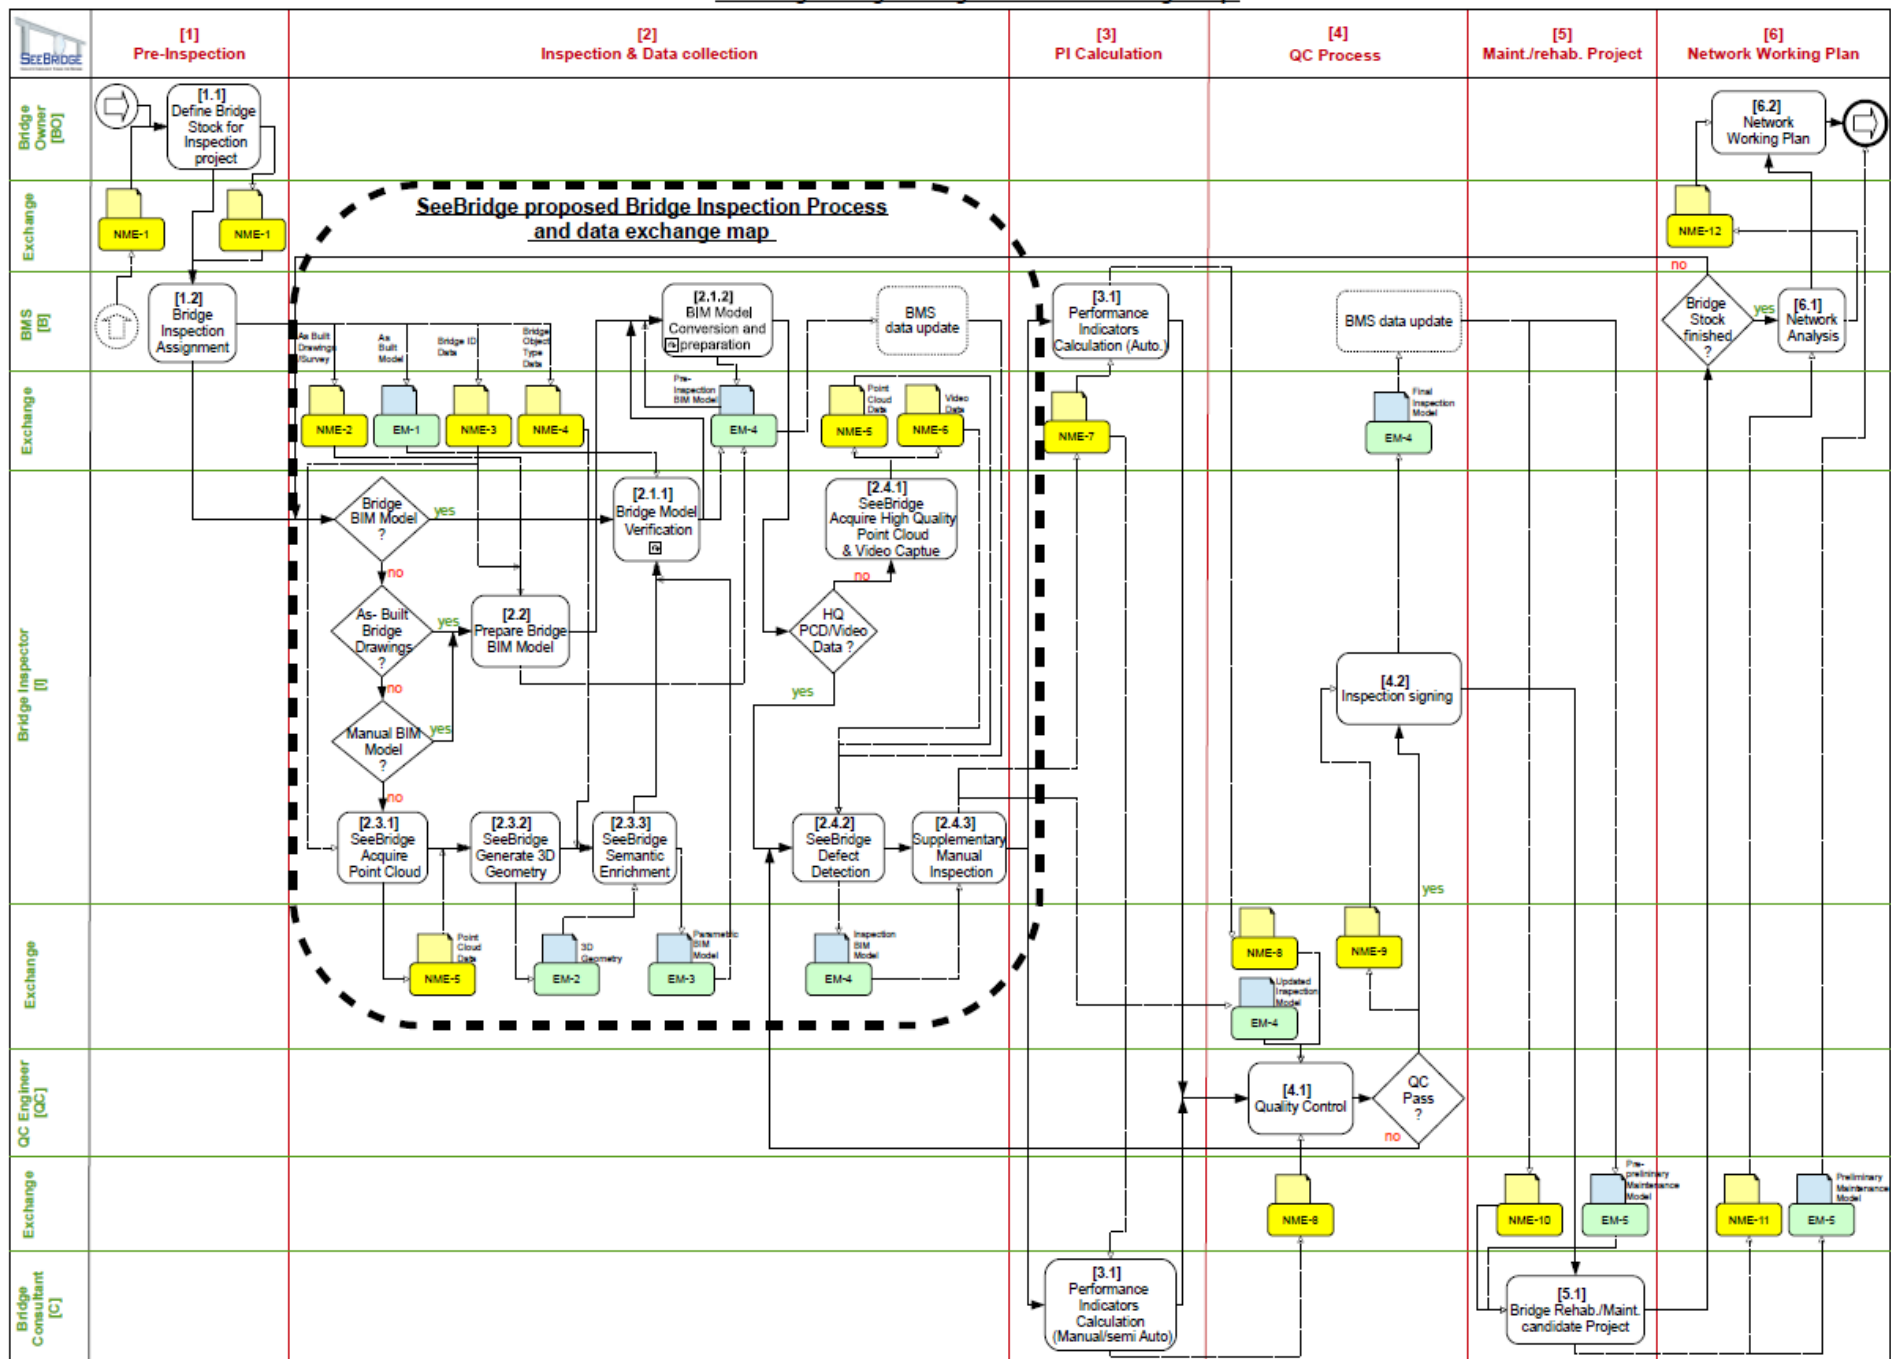 SEEBRIDGE
[1]
Pre-Inspection
[2]
Inspection & Data collection
[3]
PI Calculation
[4]
QC Process
[5]
Maint./rehab. Project
[6]
Network Working Plan
Bridge
Owner
[BO]
[1.1]
Define Bridge
Stock for
Inspection
project
[6.2]
Network
Working Plan
Exchange
NME-1
NME-1
SeeBridge proposed Bridge Inspection Process
and data exchange map
NME-12
no
BMS
[B]
[1.2]
Bridge
Inspection
Assignment
As Built
Drawings
/Survey
As
Built
Model
Bridge ID
Data
Bridge
Object
Type
Data
[2.1.2]
BIM Model
Conversion and
preparation
BMS
data update
[3.1]
Performance
Indicators
Calculation (Auto.)
BMS data update
Bridge
Stock
finished
?
yes
[6.1]
Network
Analysis
Exchange
NME-2
EM-1
NME-3
NME-4
Pre-
Inspection
BIM Model
EM-4
Point
Cloud
Data
NME-5
Video
Data
NME-6
NME-7
Final
Inspection
Model
EM-4
Bridge Inspector
[I]
Bridge
BIM Model
?
yes
no
[2.1.1]
Bridge Model
Verification
[2.4.1]
SeeBridge
Acquire High Quality
Point Cloud
& Video Captue
no
As- Built
Bridge
Drawings
?
yes
no
[2.2]
Prepare Bridge
BIM Model
HQ
PCD/Video
Data ?
yes
Manual BIM
Model
?
yes
no
[4.2]
Inspection signing
[2.3.1]
SeeBridge
Acquire
Point Cloud
[2.3.2]
SeeBridge
Generate 3D
Geometry
[2.3.3]
SeeBridge
Semantic
Enrichment
[2.4.2]
SeeBridge
Defect
Detection
[2.4.3]
Supplementary
Manual
Inspection
yes
Exchange
Point
Cloud
Data
NME-5
3D
Geometry
EM-2
Parametric
BIM
Model
EM-3
Inspection
BIM
Model
EM-4
NME-8
Updated
Inspection
Model
EM-4
NME-9
QC Engineer
[QC]
[4.1]
Quality Control
QC
Pass
?
no
Exchange
NME-8
NME-10
Pre-
preliminary
Maintenance
Model
EM-5
NME-11
Preliminary
Maintenance
Model
EM-5
Bridge
Consultant
[C]
[3.1]
Performance
Indicators
Calculation
(Manual/semi Auto)
[5.1]
Bridge Rehab./Maint.
candidate Project